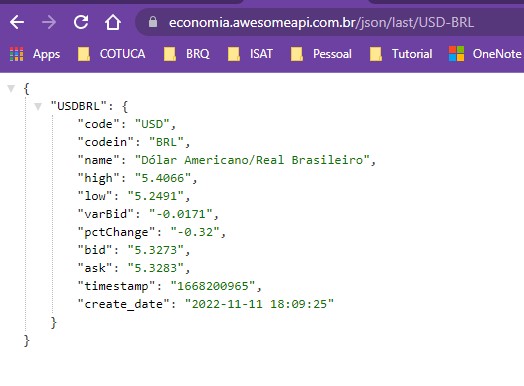 economia.awesomeapi.com.br/json/last/USD-BRL
Apps COTUCA BRQ ISAT Pessoal Tutorial OneNote
{
"USDBRL": {
"code": "USD",
"codein": "BRL",
"name": "Dólar Americano/Real Brasileiro",
"high": "5.4066",
"low": "5.2491",
"varBid": "-0.0171",
"pctChange": "-0.32",
"bid": "5.3273",
"ask": "5.3283",
"timestamp": "1668200965",
"create_date": "2022-11-11 18:09:25"
}
}